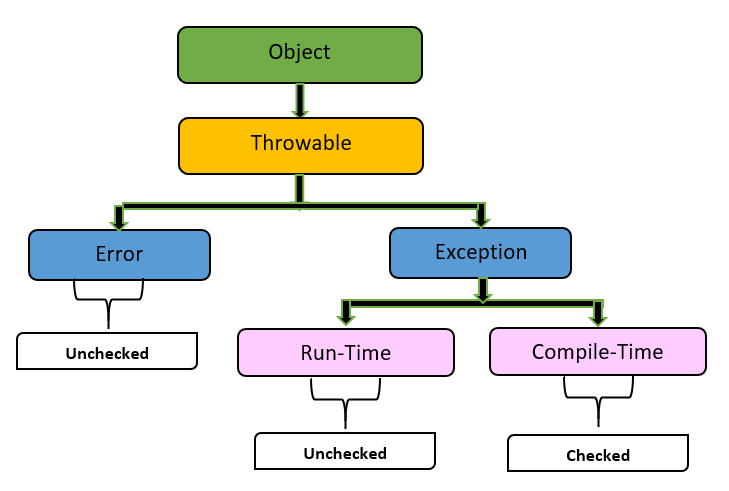 Object
Throwable
Error
Exception
Unchecked
Run-Time
Compile-Time
Unchecked
Checked